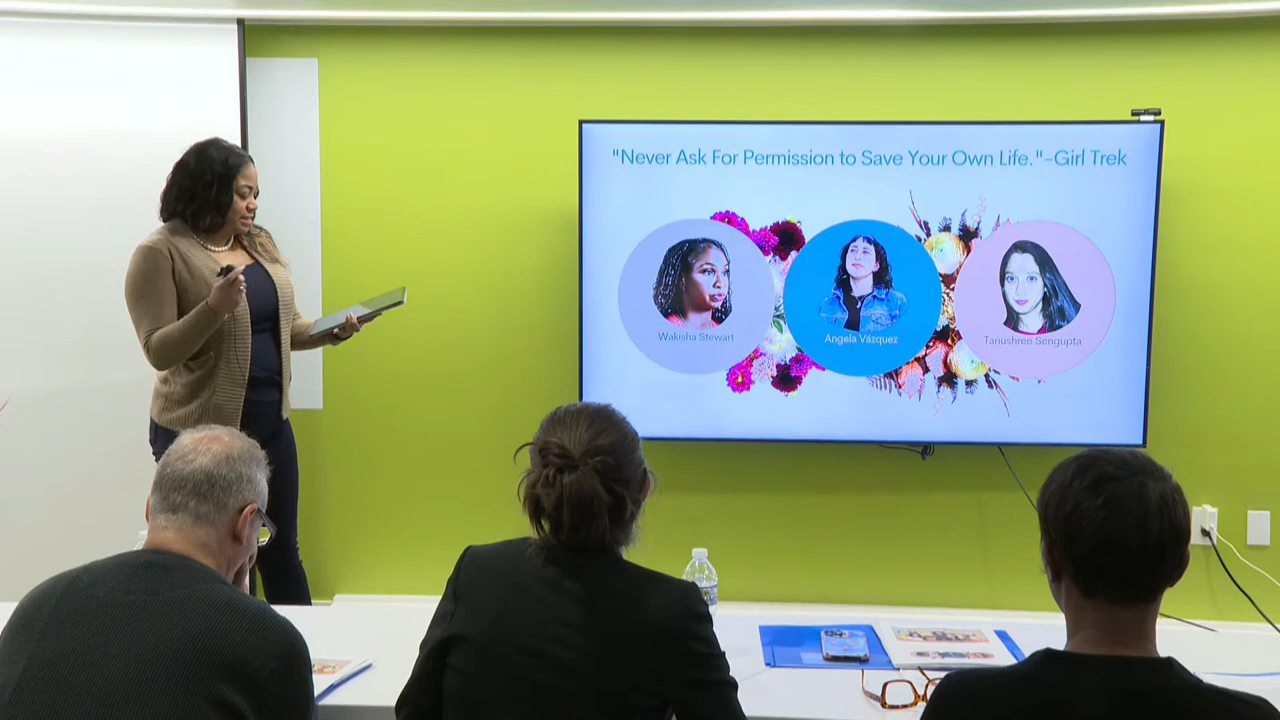 "Never Ask For Permission to Save Your Own Life."-Girl Trek
Wakisha Stewart
Angela Vázquez
Tanushree Sengupta